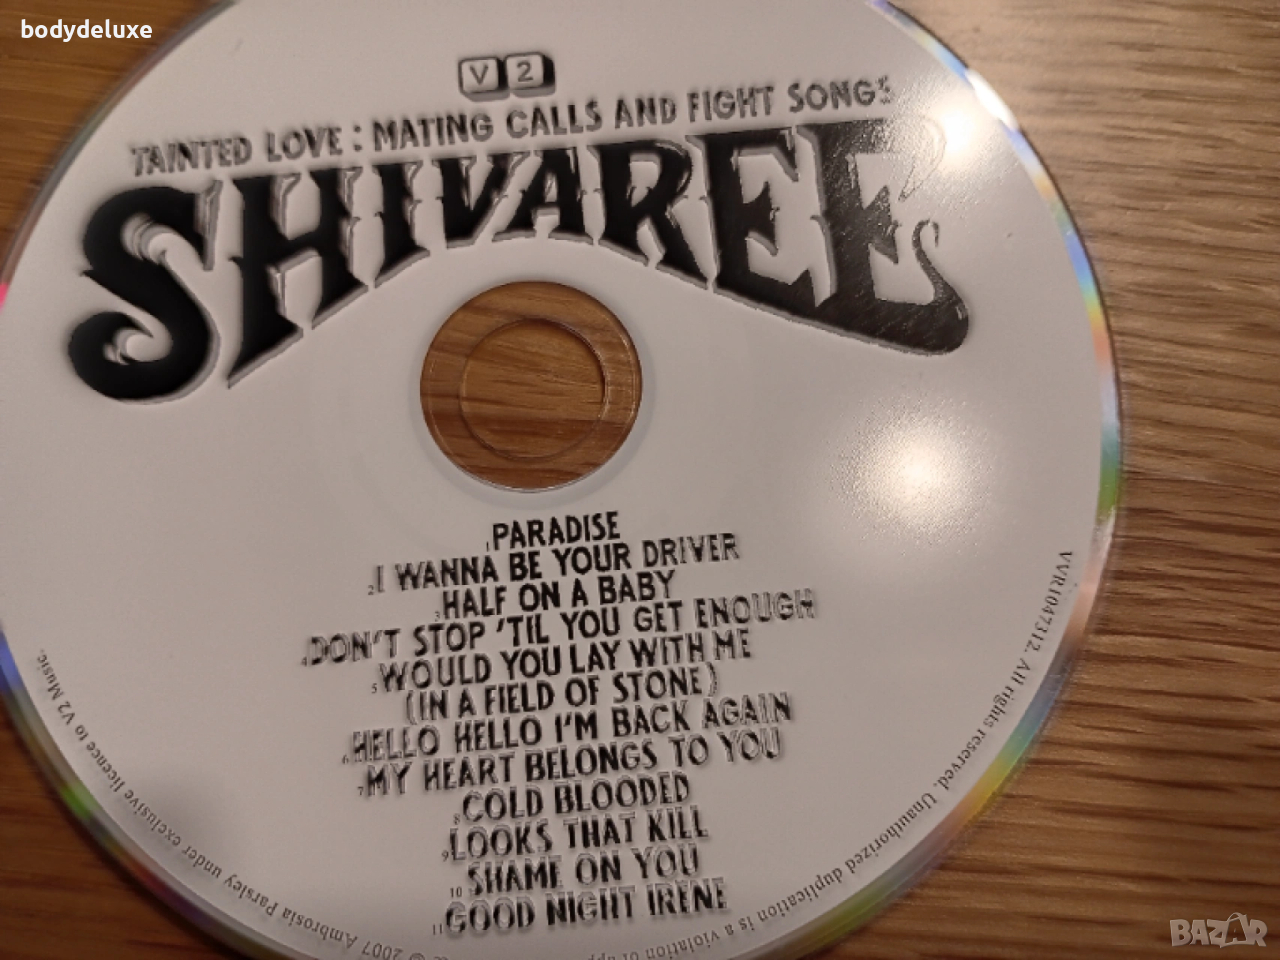 bodydeluxe
V2
TAINTED LOVE : MATING CALLS AND FIGHT SONGS
SHIVAREE
1 PARADISE
2 I WANNA BE YOUR DRIVER
3 HALF ON A BABY
4 DON'T STOP 'TIL YOU GET ENOUGH
5 WOULD YOU LAY WITH ME
(IN A FIELD OF STONE)
6 HELLO HELLO I'M BACK AGAIN
7 MY HEART BELONGS TO YOU
8 COLD BLOODED
9 LOOKS THAT KILL
10 SHAME ON YOU
11 GOOD NIGHT IRENE
VVR1047312. All rights reserved. Unauthorized duplication is a violation of
© 2007 Ambrosia Parsley under exclusive licence to V2 Music.
BAZAR